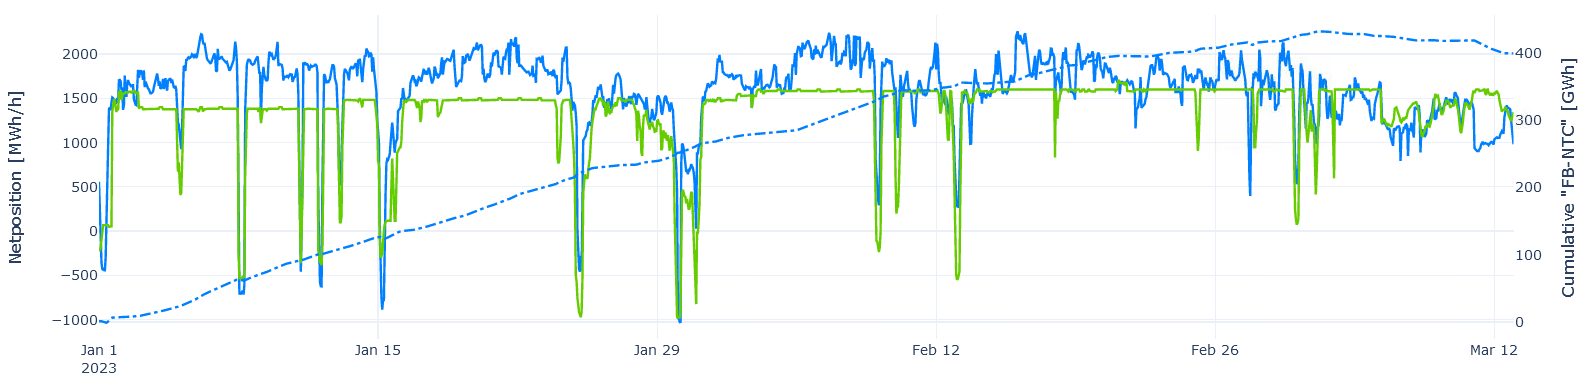 Netposition [MWh/h]
2000
1500
1000
500
0
−500
−1000
400
300
200
100
0
Cumulative "FB-NTC" [GWh]
Jan 1
2023
Jan 15
Jan 29
Feb 12
Feb 26
Mar 12